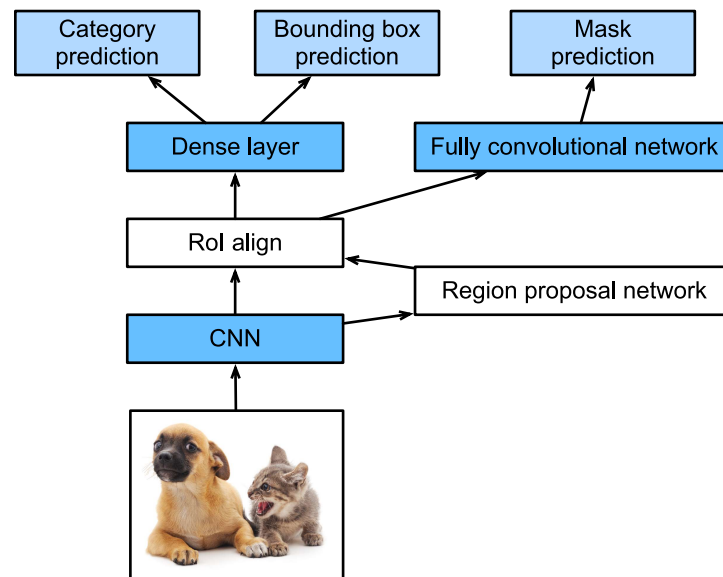 Category
prediction
Bounding box
prediction
Mask
prediction
Dense layer
Fully convolutional network
RoI align
Region proposal network
CNN